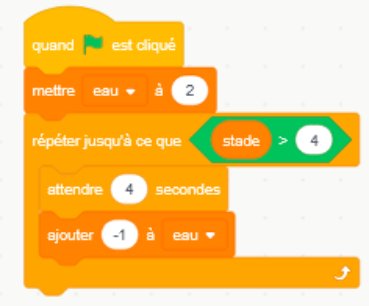 quand est cliqué
mettre eau à 2
répéter jusqu'à ce que stade > 4
attendre 4 secondes
ajouter -1 à eau